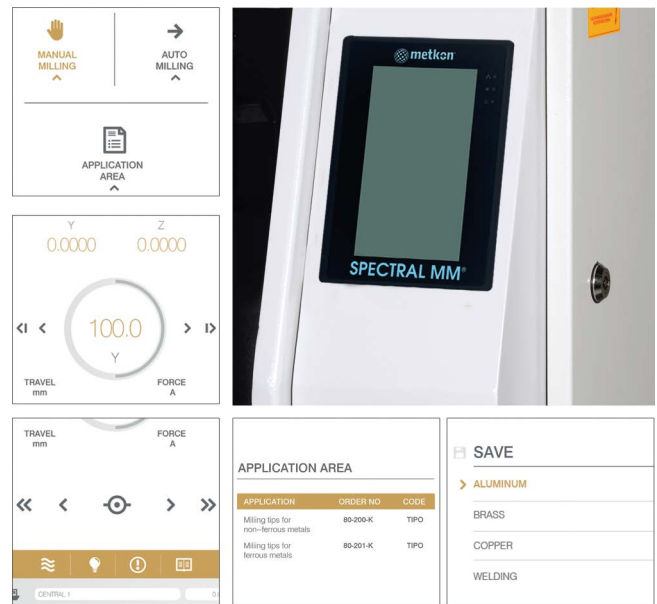 MANUAL
MILLING
AUTO
MILLING
APPLICATION
AREA
metkon
SPECTRAL MM®
Y Z
0.0000 0.0000
100.0
Y
TRAVEL
mm
FORCE
A
TRAVEL
mm
FORCE
A
CENTRAL 1
APPLICATION AREA
APPLICATION ORDER NO CODE
Miling tips for 80-200-K TIPO
non–ferrous metals
Miling tips for 80-201-K TIPO
ferrous metals
SAVE
ALUMINUM
BRASS
COPPER
WELDING